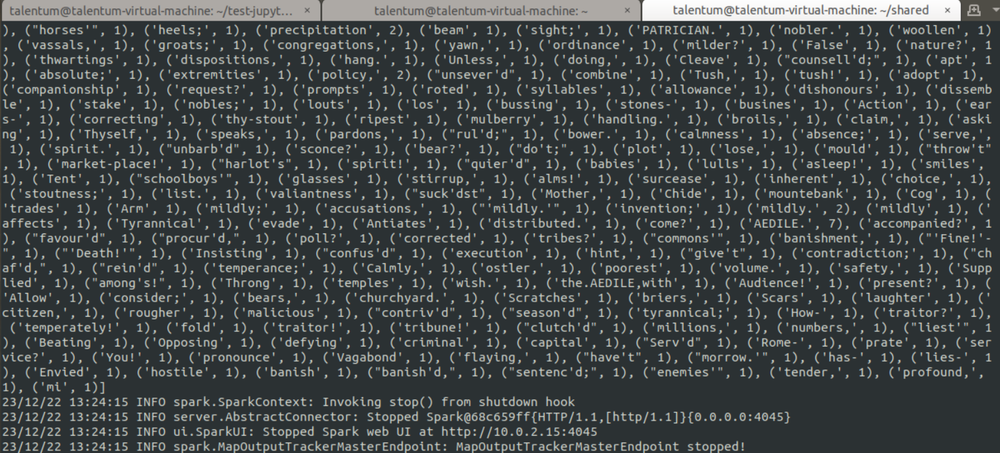 talentum@talentum-virtual-machine: ~/test-jupyt... × talentum@talentum-virtual-machine: ~ × talentum@talentum-virtual-machine: ~/shared ×
), ("horses'", 1), ('heels;', 1), ('precipitation', 2), ('beam', 1), ('sight;', 1), ('PATRICIAN.', 1), ('nobler.', 1), ('woollen', 1)
, ('vassals,', 1), ('groats;', 1), ('congregations,', 1), ('yawn,', 1), ('ordinance', 1), ('milder?', 1), ('False', 1), ('nature?', 1
), ('thwartings', 1), ('dispositions,', 1), ('hang.', 1), ('Unless,', 1), ('doing,', 1), ('Cleave', 1), ("counsell'd;", 1), ('apt', 1
), ('absolute;', 1), ('extremities', 1), ('policy,', 2), ("unsever'd", 1), ('combine', 1), ('Tush,', 1), ('tush!', 1), ('adopt', 1),
('companionship', 1), ('request?', 1), ('prompts', 1), ('roted', 1), ('syllables', 1), ('allowance', 1), ('dishonours', 1), ('dissemb
le', 1), ('stake', 1), ('nobles;', 1), ('louts', 1), ('los', 1), ('bussing', 1), ('stones-', 1), ('busines', 1), ('Action', 1), ('ear
s-', 1), ('correcting', 1), ('thy-stout', 1), ('ripest', 1), ('mulberry', 1), ('handling.', 1), ('broils,', 1), ('claim,', 1), ('aski
ng', 1), ('Thyself,', 1), ('speaks,', 1), ('pardons,', 1), ("rul'd;", 1), ('bower.', 1), ('calmness', 1), ('absence;', 1), ('serve,',
 1), ('spirit.', 1), ("unbarb'd", 1), ('sconce?', 1), ('bear?', 1), ("do't;", 1), ('plot', 1), ('lose,', 1), ('mould', 1), ("throw't"
, 1), ('market-place!', 1), ("harlot's", 1), ('spirit!', 1), ("quier'd", 1), ('babies', 1), ('lulls', 1), ('asleep!', 1), ('smiles',
1), ('Tent', 1), ("schoolboys'", 1), ('glasses', 1), ('stirrup,', 1), ('alms!', 1), ('surcease', 1), ('inherent', 1), ('choice,', 1),
 ('stoutness;', 1), ('list.', 1), ('valiantness', 1), ("suck'dst", 1), ('Mother,', 1), ('Chide', 1), ('mountebank', 1), ('Cog', 1), (
'trades', 1), ('Arm', 1), ('mildly;', 1), ('accusations,', 1), ("'mildly.'", 1), ('invention;', 1), ('mildly.', 2), ('mildly', 1), ('
affects', 1), ('Tyrannical', 1), ('evade', 1), ('Antiates', 1), ('distributed.', 1), ('come?', 1), ('AEDILE.', 7), ('accompanied?', 1
), ("favour'd", 1), ("procur'd,", 1), ('poll?', 1), ('corrected', 1), ('tribes?', 1), ("commons'", 1), ('banishment,', 1), ("'Fine!'-
", 1), ("'Death!'", 1), ('Insisting', 1), ("confus'd", 1), ('execution', 1), ('hint,', 1), ("give't", 1), ('contradiction;', 1), ("ch
af'd,", 1), ("rein'd", 1), ('temperance;', 1), ('Calmly,', 1), ('ostler,', 1), ('poorest', 1), ('volume.', 1), ('safety,', 1), ('Supp
lied', 1), ("among's!", 1), ('Throng', 1), ('temples', 1), ('wish.', 1), ('the.AEDILE,with', 1), ('Audience!', 1), ('present?', 1), (
'Allow', 1), ('consider;', 1), ('bears,', 1), ('churchyard.', 1), ('Scratches', 1), ('briers,', 1), ('Scars', 1), ('laughter', 1), ('
citizen,', 1), ('rougher', 1), ('malicious', 1), ("contriv'd", 1), ("season'd", 1), ('tyrannical;', 1), ('How-', 1), ('traitor?', 1),
 ('temperately!', 1), ('fold', 1), ('traitor!', 1), ('tribune!', 1), ("clutch'd", 1), ('millions,', 1), ('numbers,', 1), ("liest'", 1
), ('Beating', 1), ('Opposing', 1), ('defying', 1), ('criminal', 1), ('capital', 1), ("Serv'd", 1), ('Rome-', 1), ('prate', 1), ('ser
vice?', 1), ('You!', 1), ('pronounce', 1), ('Vagabond', 1), ('flaying,', 1), ("have't", 1), ("morrow.'", 1), ('has-', 1), ('lies-', 1
), ('Envied', 1), ('hostile', 1), ('banish', 1), ("banish'd,", 1), ("sentenc'd;", 1), ("enemies'", 1), ('tender,', 1), ('profound,',
1), ('mi', 1)]
23/12/22 13:24:15 INFO spark.SparkContext: Invoking stop() from shutdown hook
23/12/22 13:24:15 INFO server.AbstractConnector: Stopped Spark@68c659ff{HTTP/1.1,[http/1.1]}{0.0.0.0:4045}
23/12/22 13:24:15 INFO ui.SparkUI: Stopped Spark web UI at http://10.0.2.15:4045
23/12/22 13:24:15 INFO spark.MapOutputTrackerMasterEndpoint: MapOutputTrackerMasterEndpoint stopped!